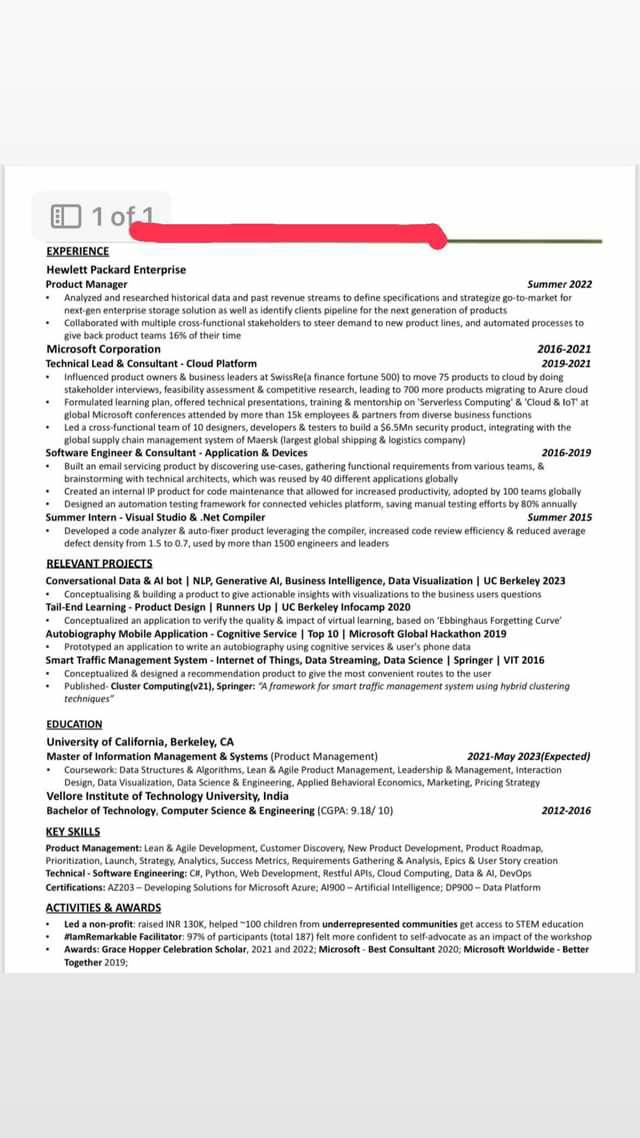 1 of 1
EXPERIENCE
Hewlett Packard Enterprise
Product Manager Summer 2022
• Analyzed and researched historical data and past revenue streams to define specifications and strategize go-to-market for
next-gen enterprise storage solution as well as identify clients pipeline for the next generation of products
• Collaborated with multiple cross-functional stakeholders to steer demand to new product lines, and automated processes to
give back product teams 16% of their time
Microsoft Corporation 2016-2021
Technical Lead & Consultant - Cloud Platform 2019-2021
• Influenced product owners & business leaders at SwissRe(a finance fortune 500) to move 75 products to cloud by doing
stakeholder interviews, feasibility assessment & competitive research, leading to 700 more products migrating to Azure cloud
• Formulated learning plan, offered technical presentations, training & mentorship on 'Serverless Computing' & 'Cloud & IoT' at
global Microsoft conferences attended by more than 15k employees & partners from diverse business functions
• Led a cross-functional team of 10 designers, developers & testers to build a $6.5Mn security product, integrating with the
global supply chain management system of Maersk (largest global shipping & logistics company)
Software Engineer & Consultant - Application & Devices 2016-2019
• Built an email servicing product by discovering use-cases, gathering functional requirements from various teams, &
brainstorming with technical architects, which was reused by 40 different applications globally
• Created an internal IP product for code maintenance that allowed for increased productivity, adopted by 100 teams globally
• Designed an automation testing framework for connected vehicles platform, saving manual testing efforts by 80% annually
Summer Intern - Visual Studio & .Net Compiler Summer 2015
• Developed a code analyzer & auto-fixer product leveraging the compiler, increased code review efficiency & reduced average
defect density from 1.5 to 0.7, used by more than 1500 engineers and leaders
RELEVANT PROJECTS
Conversational Data & AI bot | NLP, Generative AI, Business Intelligence, Data Visualization | UC Berkeley 2023
• Conceptualising & building a product to give actionable insights with visualizations to the business users questions
Tail-End Learning - Product Design | Runners Up | UC Berkeley Infocamp 2020
• Conceptualized an application to verify the quality & impact of virtual learning, based on ‘Ebbinghaus Forgetting Curve’
Autobiography Mobile Application - Cognitive Service | Top 10 | Microsoft Global Hackathon 2019
• Prototyped an application to write an autobiography using cognitive services & user's phone data
Smart Traffic Management System - Internet of Things, Data Streaming, Data Science | Springer | VIT 2016
• Conceptualized & designed a recommendation product to give the most convenient routes to the user
• Published- Cluster Computing(v21), Springer: “A framework for smart traffic management system using hybrid clustering
techniques”
EDUCATION
University of California, Berkeley, CA
Master of Information Management & Systems (Product Management) 2021-May 2023(Expected)
• Coursework: Data Structures & Algorithms, Lean & Agile Product Management, Leadership & Management, Interaction
Design, Data Visualization, Data Science & Engineering, Applied Behavioral Economics, Marketing, Pricing Strategy
Vellore Institute of Technology University, India
Bachelor of Technology, Computer Science & Engineering (CGPA: 9.18/ 10) 2012-2016
KEY SKILLS
Product Management: Lean & Agile Development, Customer Discovery, New Product Development, Product Roadmap,
Prioritization, Launch, Strategy, Analytics, Success Metrics, Requirements Gathering & Analysis, Epics & User Story creation
Technical - Software Engineering: C#, Python, Web Development, Restful APIs, Cloud Computing, Data & AI, DevOps
Certifications: AZ203 – Developing Solutions for Microsoft Azure; AI900 – Artificial Intelligence; DP900 – Data Platform
ACTIVITIES & AWARDS
• Led a non-profit: raised INR 130K, helped ~100 children from underrepresented communities get access to STEM education
• #IamRemarkable Facilitator: 97% of participants (total 187) felt more confident to self-advocate as an impact of the workshop
• Awards: Grace Hopper Celebration Scholar, 2021 and 2022; Microsoft - Best Consultant 2020; Microsoft Worldwide - Better
Together 2019;